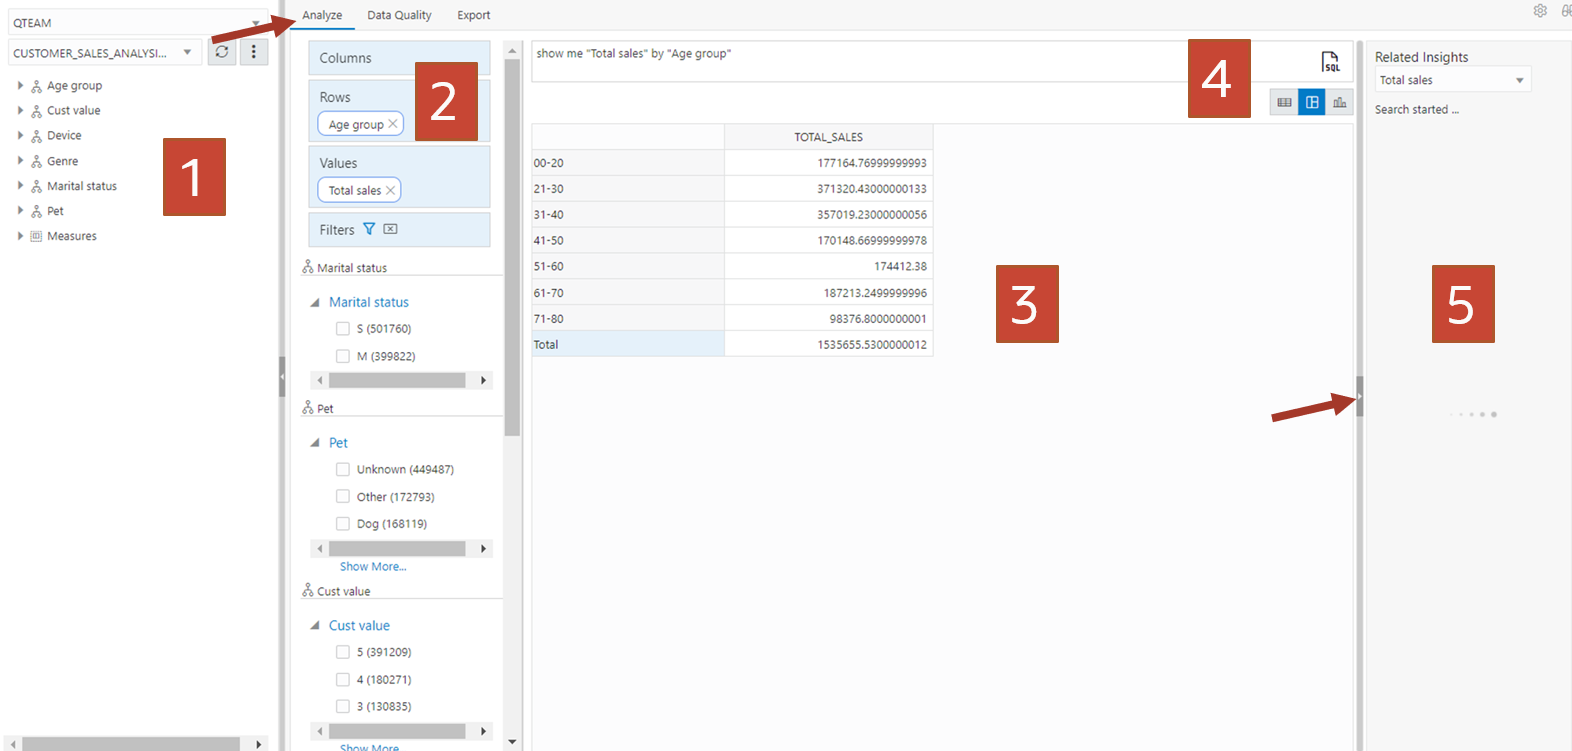 QTEAM
CUSTOMER_SALES_ANALYSI...
Age group
Cust value
Device
Genre
Marital status
Pet
Measures
1
Analyze Data Quality Export
Columns
Rows
Age group
Values
Total sales
Filters
2
Marital status
Marital status
S (501760)
M (399822)
Pet
Pet
Unknown (449487)
Other (172793)
Dog (168119)
Show More...
Cust value
Cust value
5 (391209)
4 (180271)
3 (130835)
Show More
show me "Total sales" by "Age group"
SQL
4
TOTAL_SALES
00-20 177164.76999999993
21-30 371320.43000000133
31-40 357019.23000000056
41-50 170148.66999999978
51-60 174412.38
61-70 187213.2499999996
71-80 98376.8000000001
Total 1535655.5300000012
3
Related Insights
Total sales
Search started ...
5